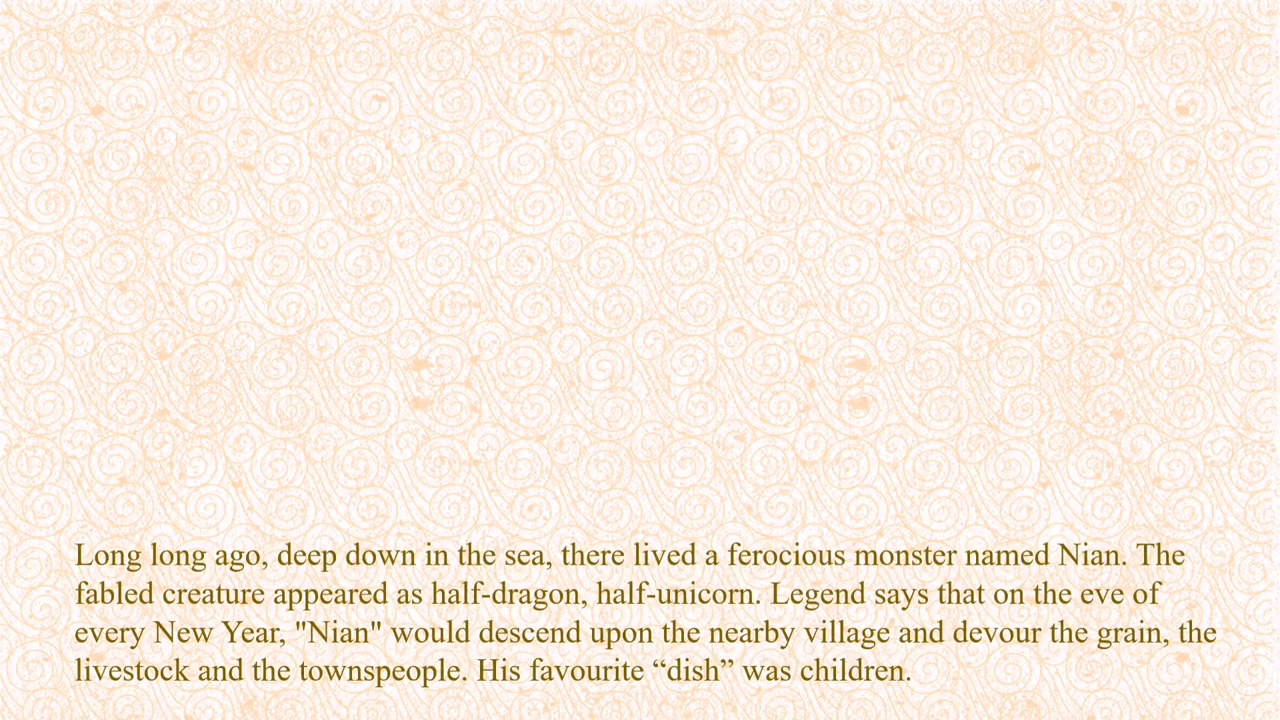 Long long ago, deep down in the sea, there lived a ferocious monster named Nian. The
fabled creature appeared as half-dragon, half-unicorn. Legend says that on the eve of
every New Year, "Nian" would descend upon the nearby village and devour the grain, the
livestock and the townspeople. His favourite “dish” was children.